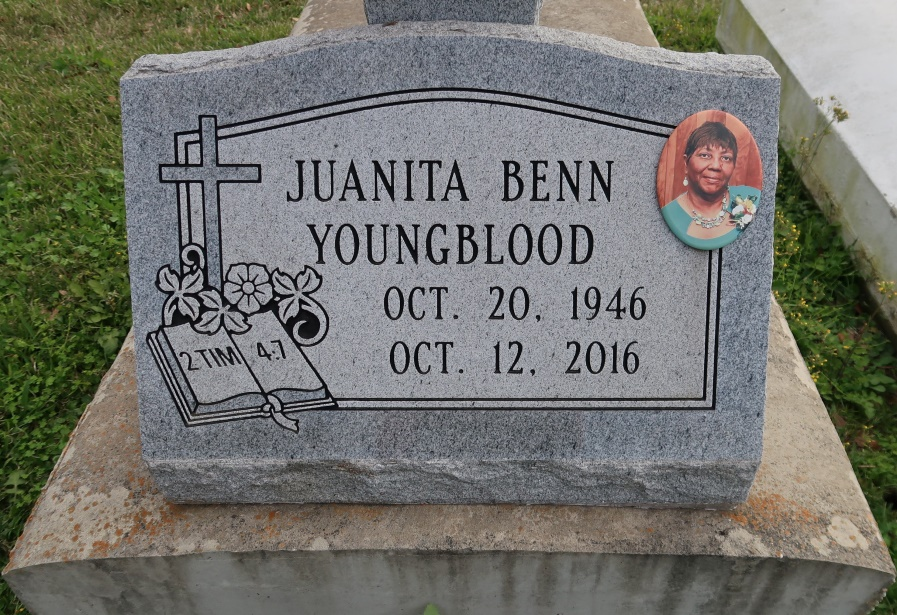 JUANITA BENN
YOUNGBLOOD
OCT. 20, 1946
OCT. 12, 2016
2 TIM 4:7